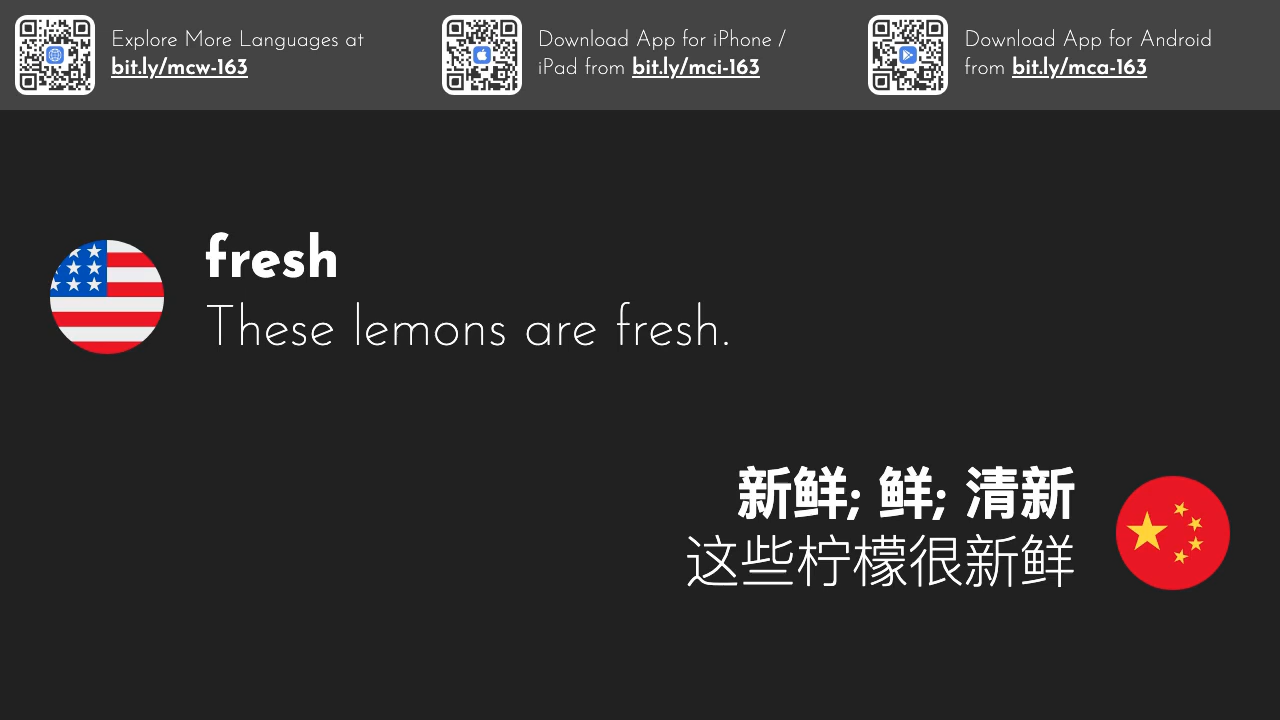 Explore More Languages at
bit.ly/mcw-163
Download App for iPhone /
iPad from bit.ly/mci-163
Download App for Android
from bit.ly/mca-163
fresh
These lemons are fresh.
新鲜; 鲜; 清新
这些柠檬很新鲜